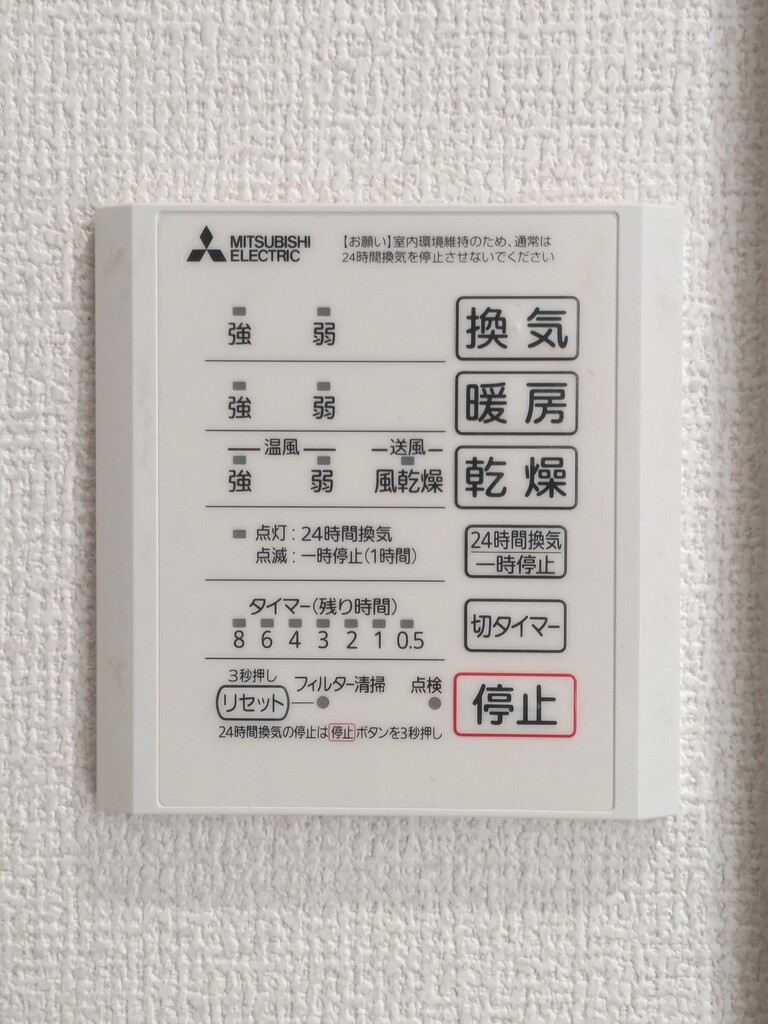 MITSUBISHI
ELECTRIC
【お願い】室内環境維持のため、通常は
24時間換気を停止させないでください
強 弱 換気
強 弱 暖房
温風 送風
強 弱 風乾燥 乾燥
点灯：24時間換気
点滅：一時停止(1時間)
24時間換気
一時停止
タイマー(残り時間)
8 6 4 3 2 1 0.5
切タイマー
3秒押し
リセット フィルター清掃 点検
停止
24時間換気の停止は停止ボタンを3秒押し